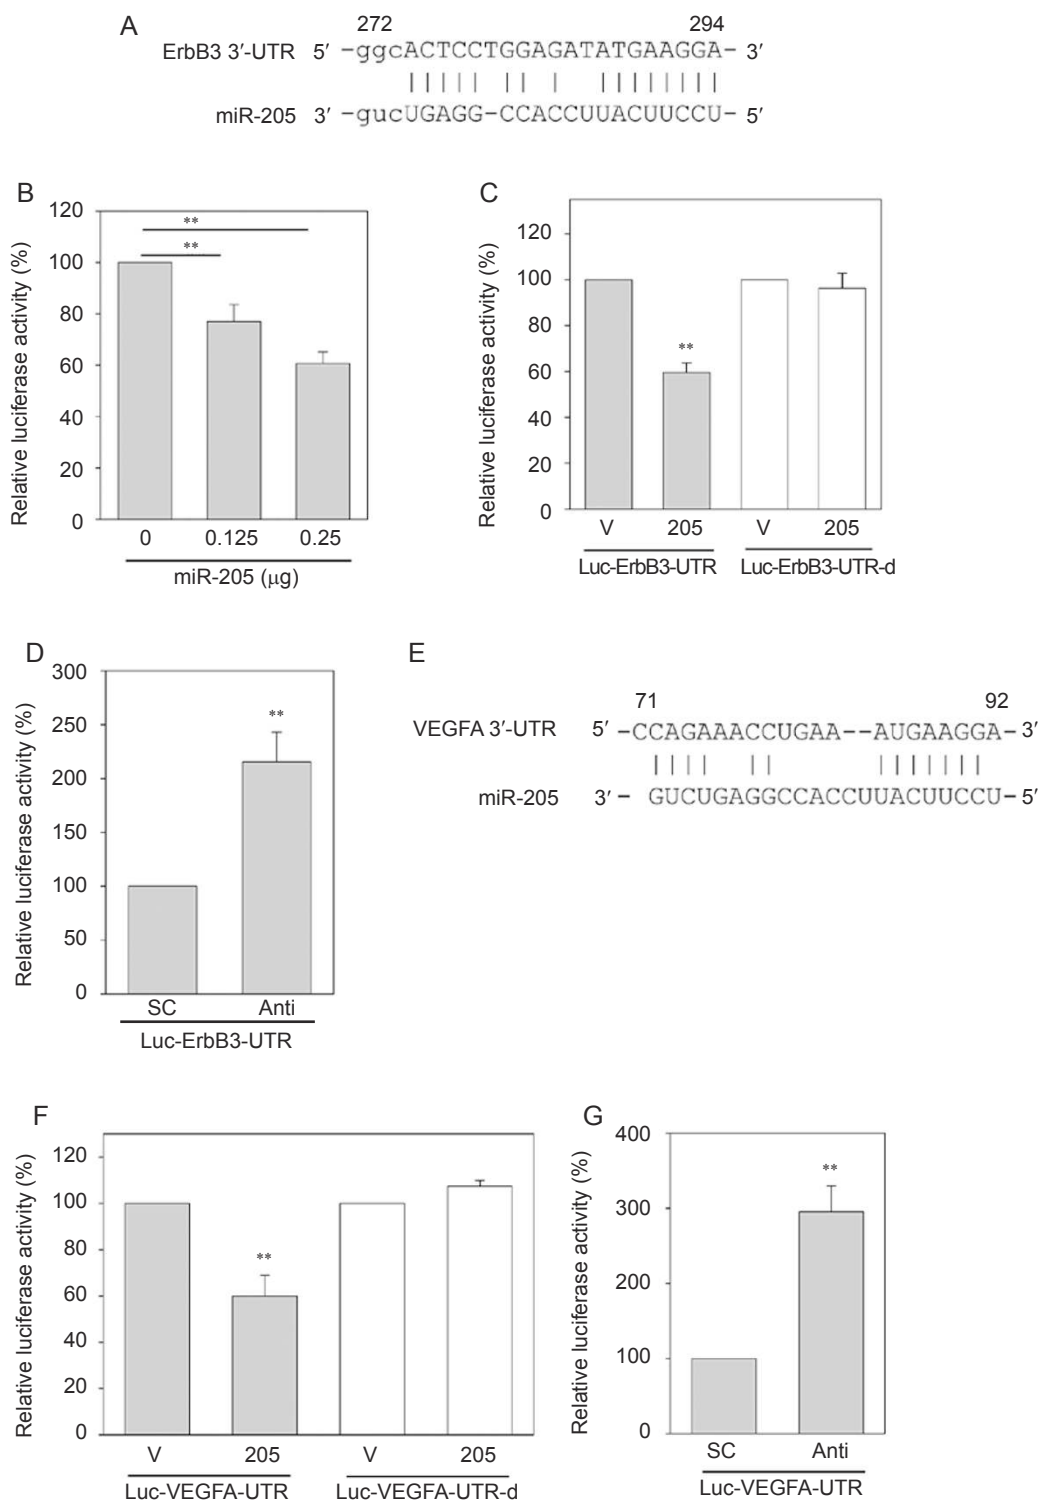 A
272 294
ErbB3 3′-UTR 5′ -ggcACTCCTGGAGATATGAAGGA- 3′
miR-205 3′ -gucUGAGG-CCACCUUACUUCCU- 5′
B
Relative luciferase activity (%)
120
100
80
60
40
20
0
**
**
0 0.125 0.25
miR-205 (μg)
C
Relative luciferase activity (%)
120
100
80
60
40
20
0
**
V 205 V 205
Luc-ErbB3-UTR Luc-ErbB3-UTR-d
D
Relative luciferase activity (%)
300
250
200
150
100
50
0
**
SC Anti
Luc-ErbB3-UTR
E
71 92
VEGFA 3′-UTR 5′ -CCAGAAACCUGAA--AUGAAGGA- 3′
miR-205 3′ - GUCUGAGGCCACCUUACUUCCU- 5′
F
Relative luciferase activity (%)
120
100
80
60
40
20
0
**
V 205 V 205
Luc-VEGFA-UTR Luc-VEGFA-UTR-d
G
Relative luciferase activity (%)
400
300
200
100
0
**
SC Anti
Luc-VEGFA-UTR